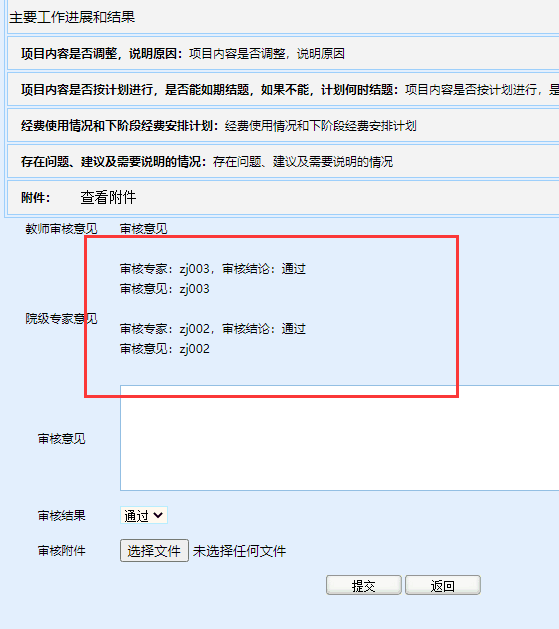 主要工作进展和结果
项目内容是否调整，说明原因：项目内容是否调整，说明原因
项目内容是否按计划进行，是否能如期结题，如果不能，计划何时结题：项目内容是否按计划进行，是
经费使用情况和下阶段经费安排计划：经费使用情况和下阶段经费安排计划
存在问题、建议及需要说明的情况：存在问题、建议及需要说明的情况
附件： 查看附件
教师审核意见 审核意见
审核专家：zj003，审核结论：通过
审核意见：zj003
院级专家意见
审核专家：zj002，审核结论：通过
审核意见：zj002
审核意见
审核结果 通过
审核附件 选择文件 未选择任何文件
提交 返回